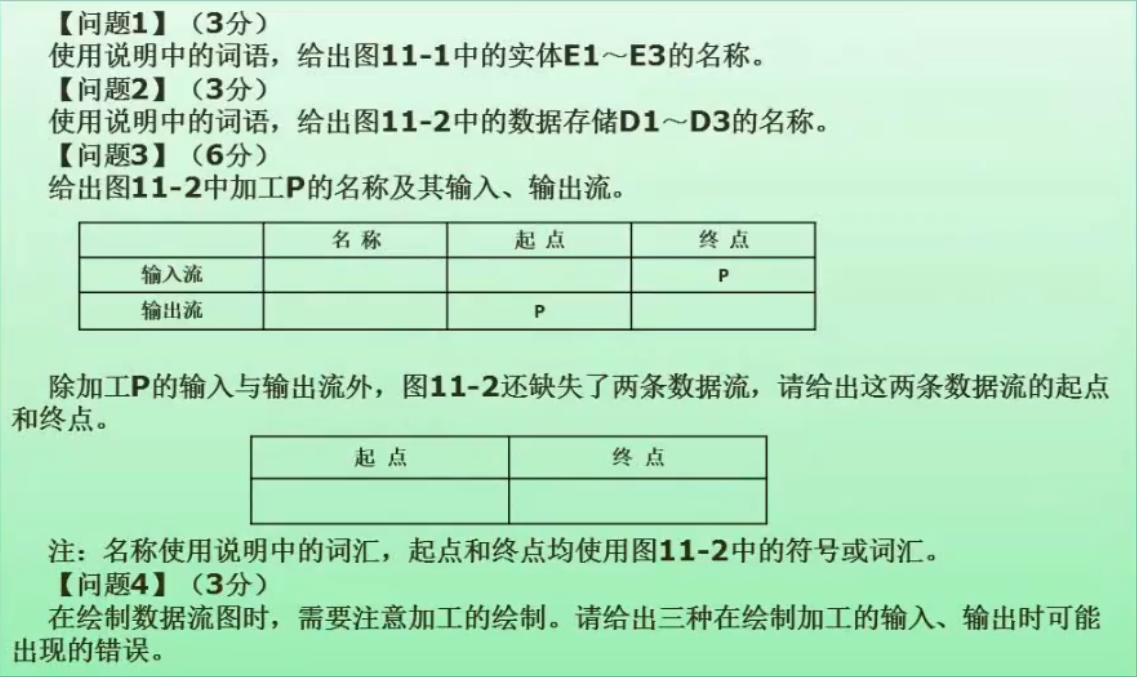 【问题1】（3分）
使用说明中的词语，给出图11-1中的实体E1～E3的名称。
【问题2】（3分）
使用说明中的词语，给出图11-2中的数据存储D1～D3的名称。
【问题3】（6分）
给出图11-2中加工P的名称及其输入、输出流。
名 称 起 点 终 点
输入流 P
输出流 P
除加工P的输入与输出流外，图11-2还缺失了两条数据流，请给出这两条数据流的起点
和终点。
起 点 终 点
注：名称使用说明中的词汇，起点和终点均使用图11-2中的符号或词汇。
【问题4】（3分）
在绘制数据流图时，需要注意加工的绘制。请给出三种在绘制加工的输入、输出时可能
出现的错误。